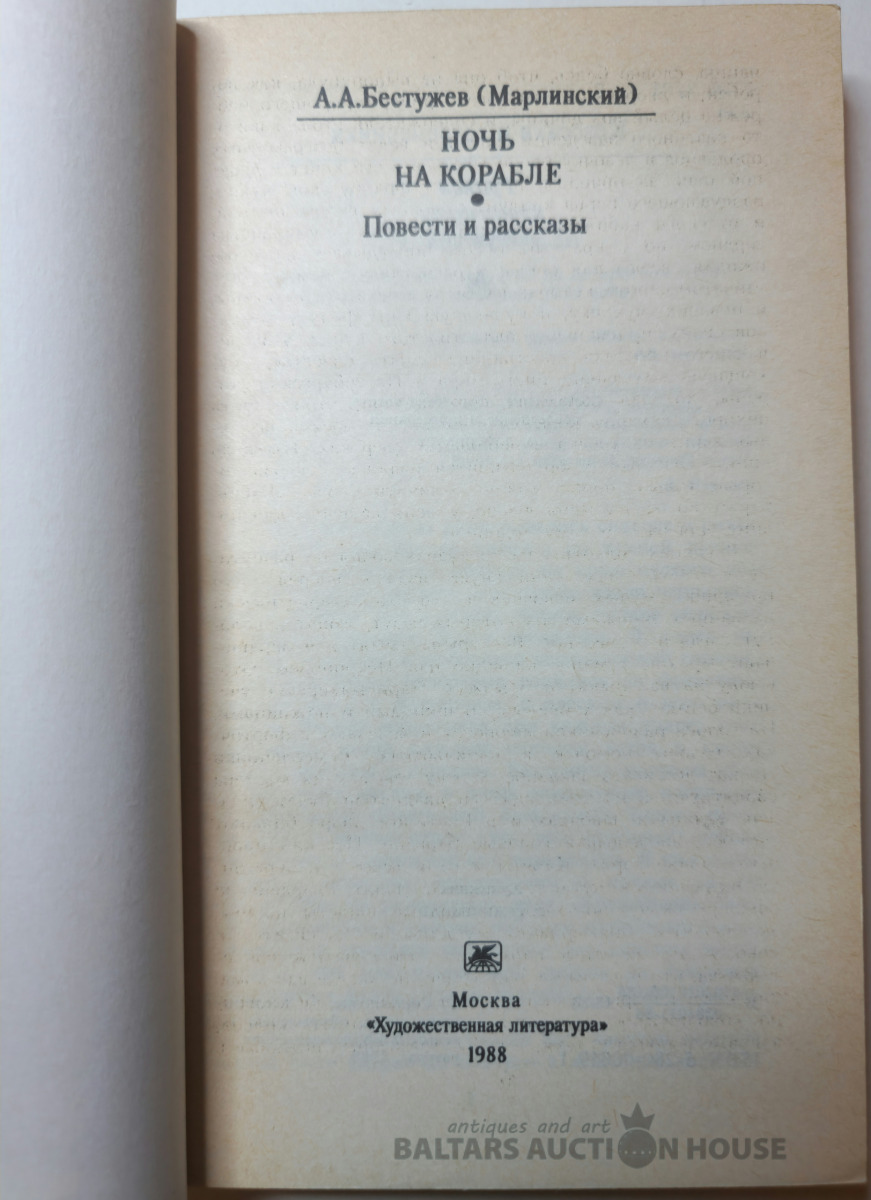 А.А.Бестужев (Марлинский)
НОЧЬ
НА КОРАБЛЕ
Повести и рассказы
Москва
«Художественная литература»
1988
antiques and art
BALTARS AUCTION HOUSE